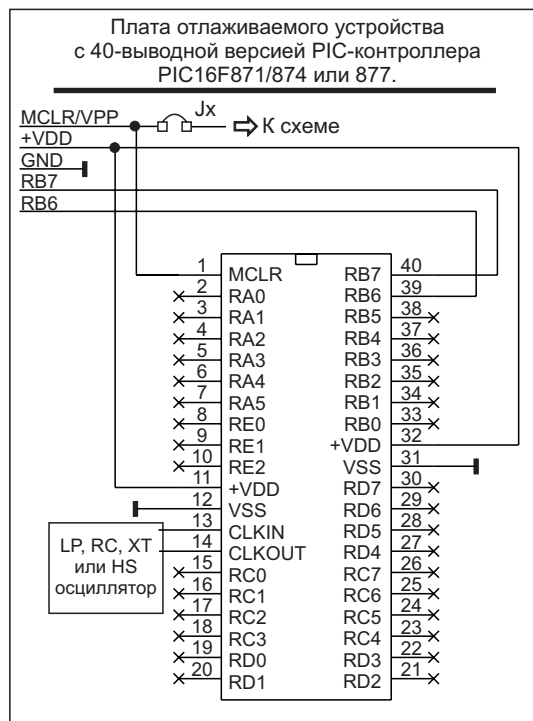 Плата отлаживаемого устройства
с 40-выводной версией PIC-контроллера
PIC16F871/874 или 877.
MCLR/VPP Jx К схеме
+VDD
GND
RB7
RB6
1 MCLR RB7 40
2 RA0 RB6 39
3 RA1 RB5 38
4 RA2 RB4 37
5 RA3 RB3 36
6 RA4 RB2 35
7 RA5 RB1 34
8 RE0 RB0 33
9 RE1 +VDD 32
10 RE2 VSS 31
11 +VDD RD7 30
12 VSS RD6 29
13 CLKIN RD5 28
14 CLKOUT RD4 27
15 RC0 RC7 26
16 RC1 RC6 25
17 RC2 RC5 24
18 RC3 RC4 23
19 RD0 RD3 22
20 RD1 RD2 21
LP, RC, XT
или HS
осциллятор